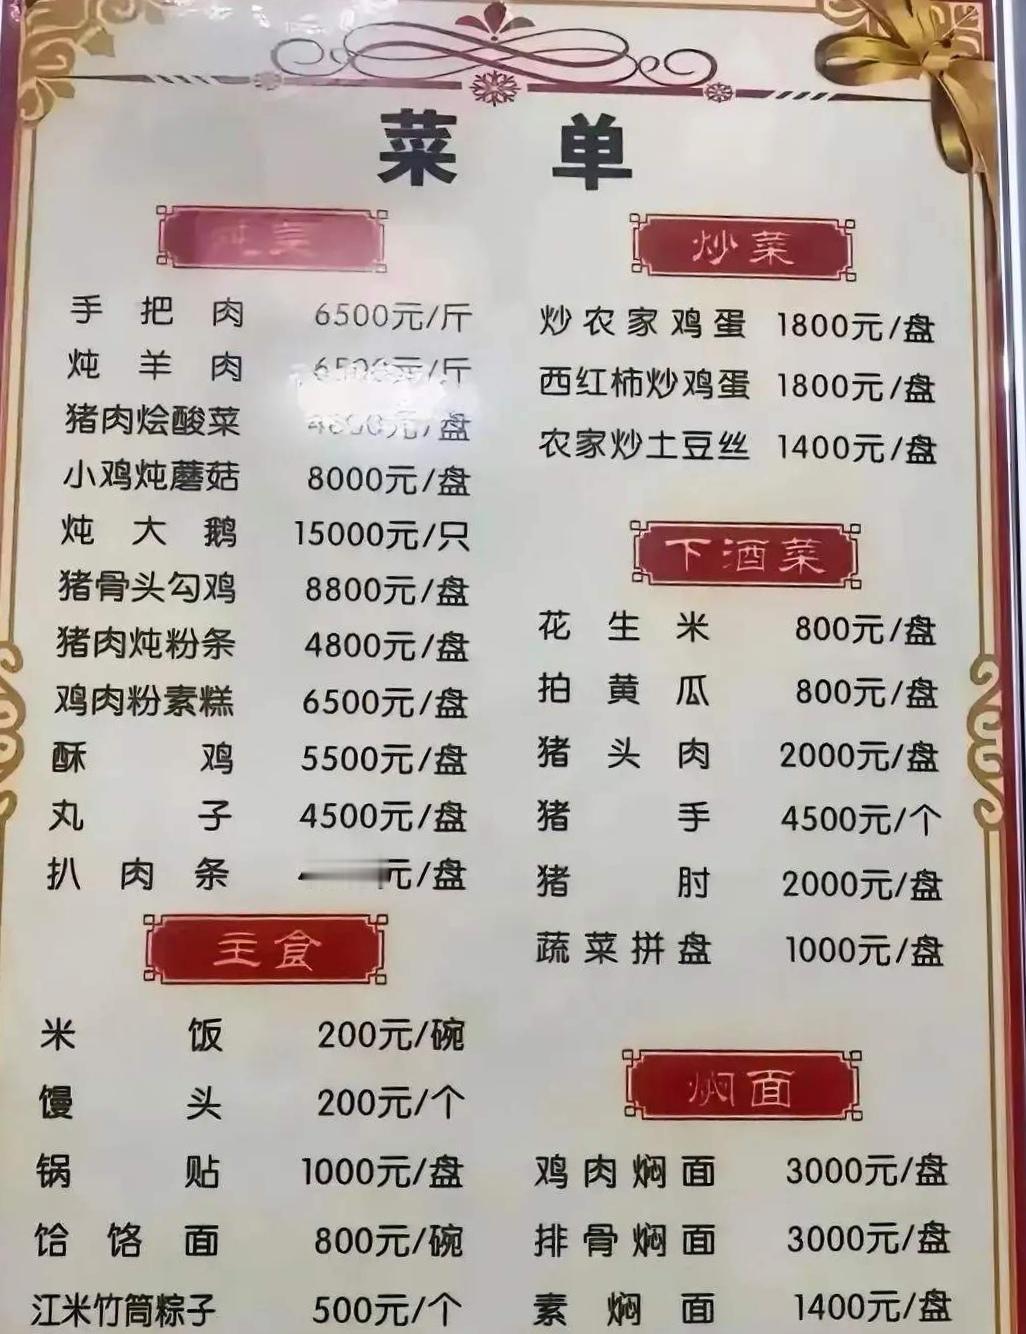 菜单
炖
手把肉 6500元/斤
炖羊肉 6500元/斤
猪肉烩酸菜 元/盘
小鸡炖蘑菇 8000元/盘
炖大鹅 15000元/只
猪骨头勾鸡 8800元/盘
猪肉炖粉条 4800元/盘
鸡肉粉素糕 6500元/盘
酥鸡 5500元/盘
丸子 4500元/盘
扒肉条 元/盘
主食
米饭 200元/碗
馒头 200元/个
锅贴 1000元/盘
饸饹面 800元/碗
江米竹筒粽子 500元/个
炒菜
炒农家鸡蛋 1800元/盘
西红柿炒鸡蛋 1800元/盘
农家炒土豆丝 1400元/盘
下酒菜
花生米 800元/盘
拍黄瓜 800元/盘
猪头肉 2000元/盘
猪手 4500元/个
猪肘 2000元/盘
蔬菜拼盘 1000元/盘
焖面
鸡肉焖面 3000元/盘
排骨焖面 3000元/盘
素焖面 1400元/盘